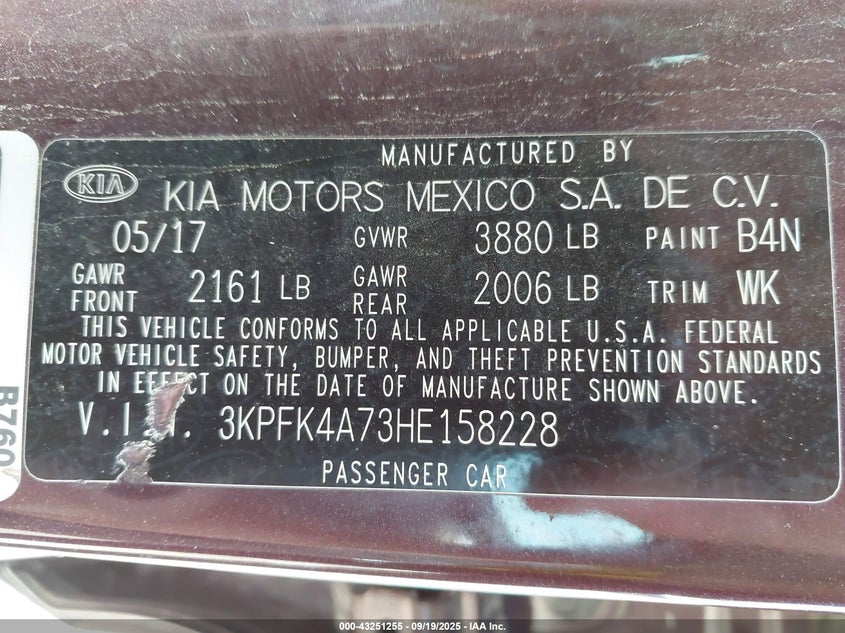 MANUFACTURED BY
KIA KIA MOTORS MEXICO S.A. DE C.V.
05/17 GVWR 3880 LB PAINT B4N
GAWR FRONT 2161 LB GAWR REAR 2006 LB TRIM WK
THIS VEHICLE CONFORMS TO ALL APPLICABLE U.S.A. FEDERAL
MOTOR VEHICLE SAFETY, BUMPER, AND THEFT PREVENTION STANDARDS
IN EFFECT ON THE DATE OF MANUFACTURE SHOWN ABOVE.
V.I.N. 3KPFK4A73HE158228
PASSENGER CAR
B760
000-43251255 - 09/19/2025 - IAA Inc.